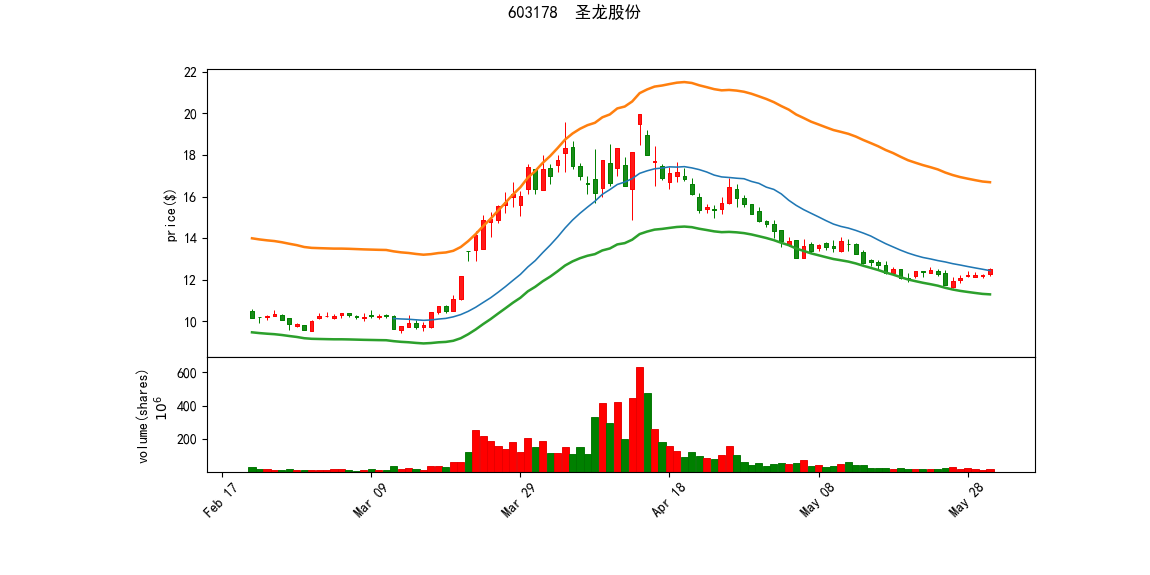 603178 圣龙股份
22
20
18
16
14
12
10
price($)
600
400
200
volume(shares)
10^6
Feb 17
Mar 09
Mar 29
Apr 18
May 08
May 28